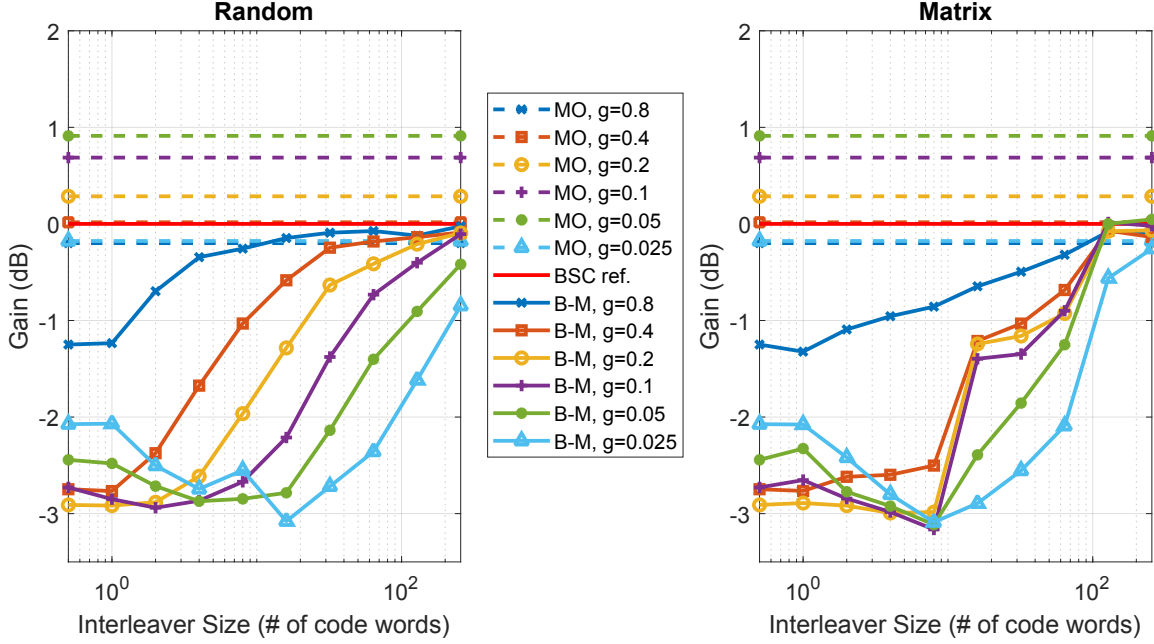 Random
Gain (dB)
2
1
0
-1
-2
-3
10^0
10^2
Interleaver Size (# of code words)
MO, g=0.8
MO, g=0.4
MO, g=0.2
MO, g=0.1
MO, g=0.05
MO, g=0.025
BSC ref.
B-M, g=0.8
B-M, g=0.4
B-M, g=0.2
B-M, g=0.1
B-M, g=0.05
B-M, g=0.025
Matrix
Gain (dB)
2
1
0
-1
-2
-3
10^0
10^2
Interleaver Size (# of code words)